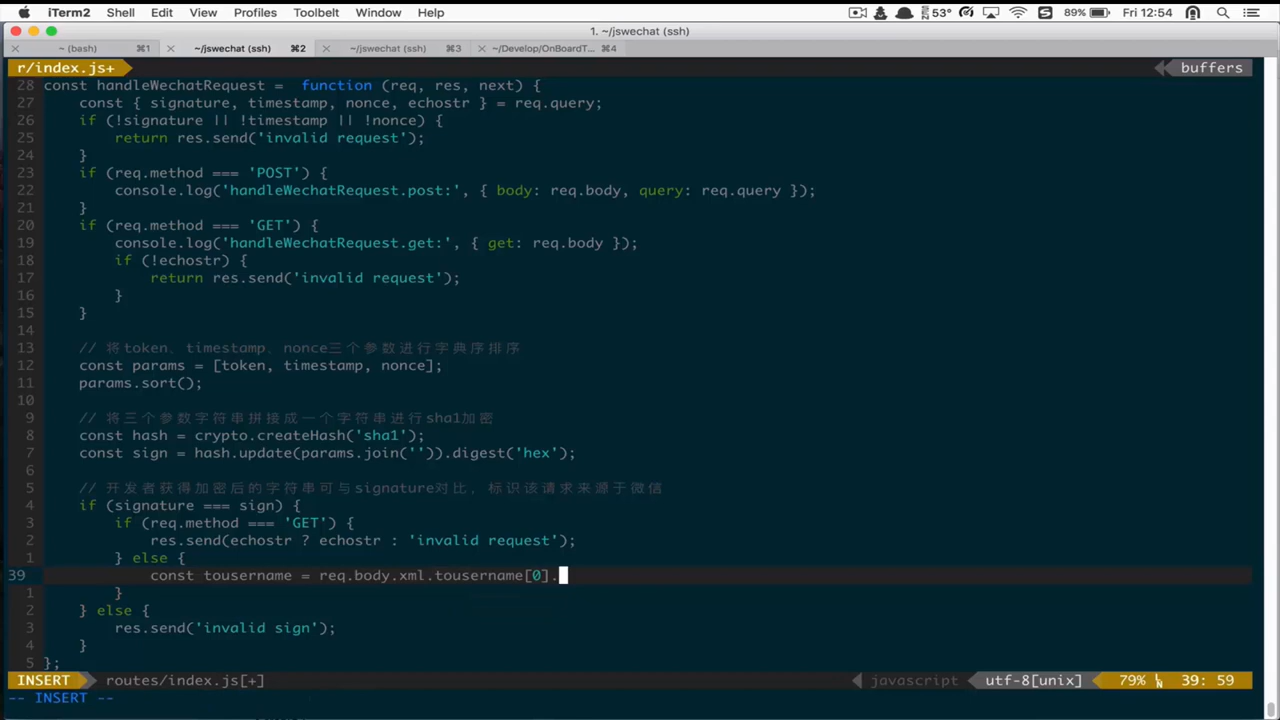 iTerm2 Shell Edit View Profiles Toolbelt Window Help 53° 89% Fri 12:54
1. ~/jswechat (ssh)
~ (bash) ⌘1 ~/jswechat (ssh) ⌘2 ~/jswechat (ssh) ⌘3 ~/Develop/OnBoardT... ⌘4
r/index.js+ buffers
28 const handleWechatRequest =  function (req, res, next) {
27     const { signature, timestamp, nonce, echostr } = req.query;
26     if (!signature || !timestamp || !nonce) {
25         return res.send('invalid request');
24     }
23     if (req.method === 'POST') {
22         console.log('handleWechatRequest.post:', { body: req.body, query: req.query });
21     }
20     if (req.method === 'GET') {
19         console.log('handleWechatRequest.get:', { get: req.body });
18         if (!echostr) {
17             return res.send('invalid request');
16         }
15     }
14
13     // 将token、timestamp、nonce三个参数进行字典序排序
12     const params = [token, timestamp, nonce];
11     params.sort();
10
9     // 将三个参数字符串拼接成一个字符串进行sha1加密
8     const hash = crypto.createHash('sha1');
7     const sign = hash.update(params.join('')).digest('hex');
6
5     // 开发者获得加密后的字符串可与signature对比，标识该请求来源于微信
4     if (signature === sign) {
3         if (req.method === 'GET') {
2             res.send(echostr ? echostr : 'invalid request');
1         } else {
39             const tousername = req.body.xml.tousername[0].
1         }
2     } else {
3         res.send('invalid sign');
4     }
5 };
INSERT routes/index.js[+] javascript utf-8[unix] 79% 39: 59
-- INSERT --